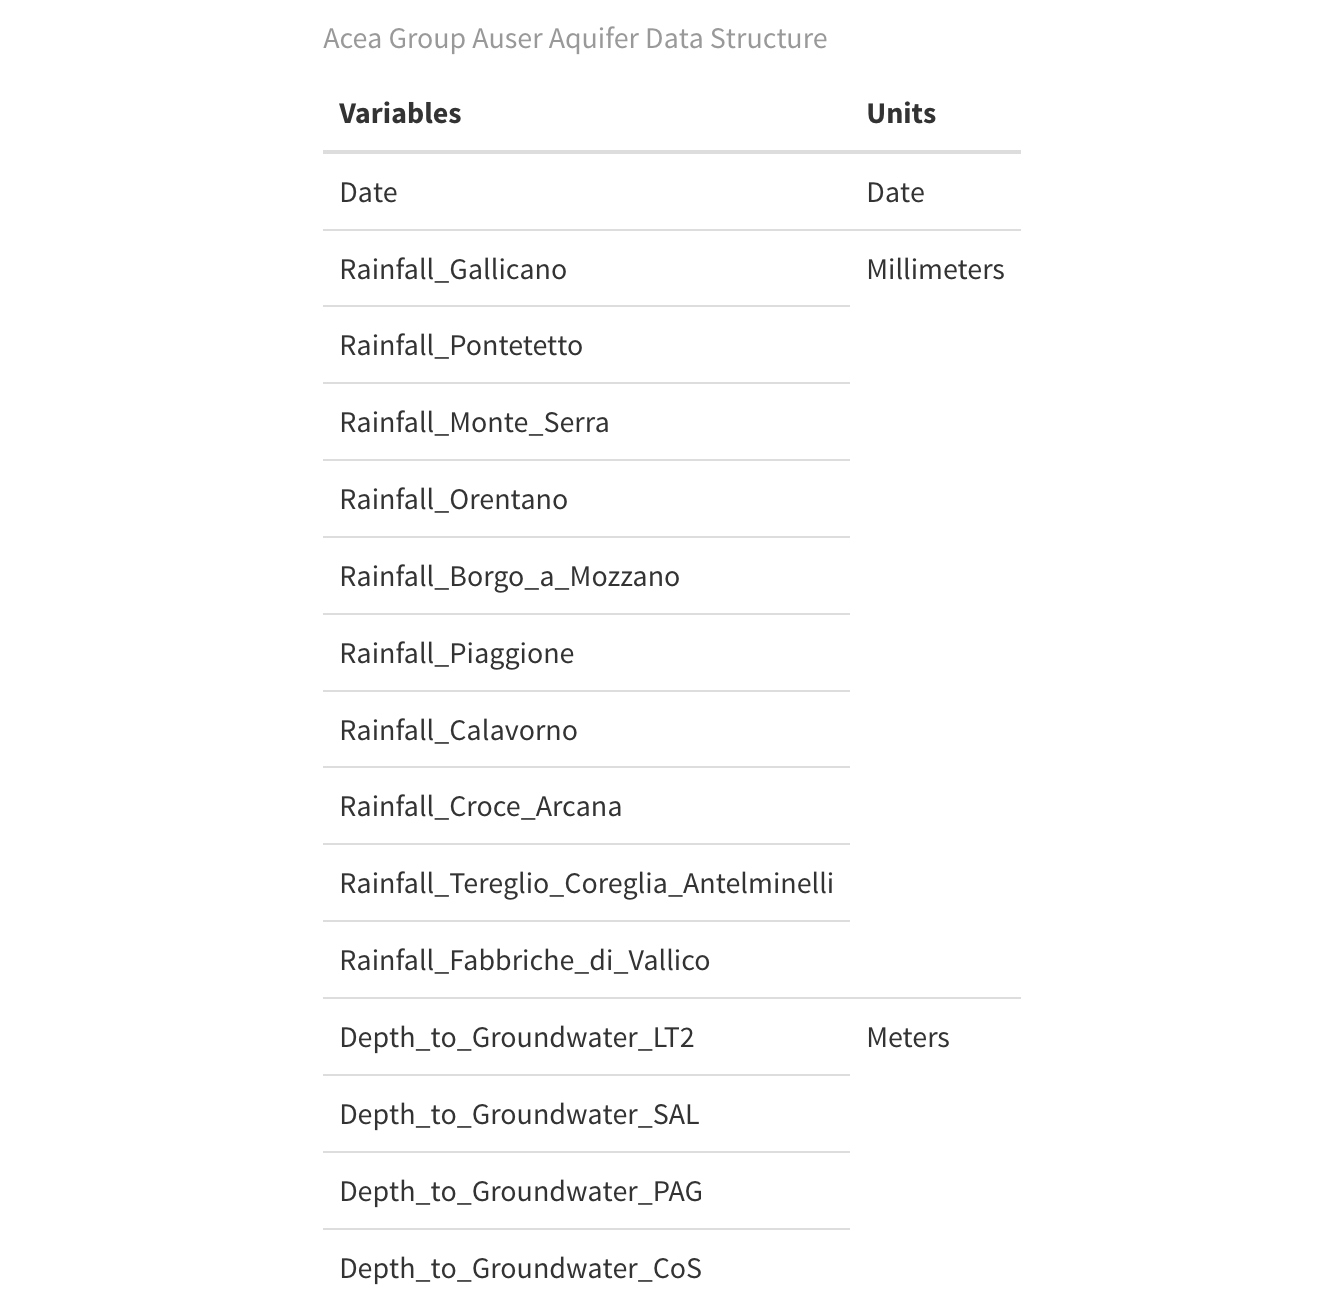 Acea Group Auser Aquifer Data Structure
Variables Units
Date Date
Rainfall_Gallicano Millimeters
Rainfall_Pontetetto
Rainfall_Monte_Serra
Rainfall_Orentano
Rainfall_Borgo_a_Mozzano
Rainfall_Piaggione
Rainfall_Calavorno
Rainfall_Croce_Arcana
Rainfall_Tereglio_Coreglia_Antelminelli
Rainfall_Fabbriche_di_Vallico
Depth_to_Groundwater_LT2 Meters
Depth_to_Groundwater_SAL
Depth_to_Groundwater_PAG
Depth_to_Groundwater_CoS